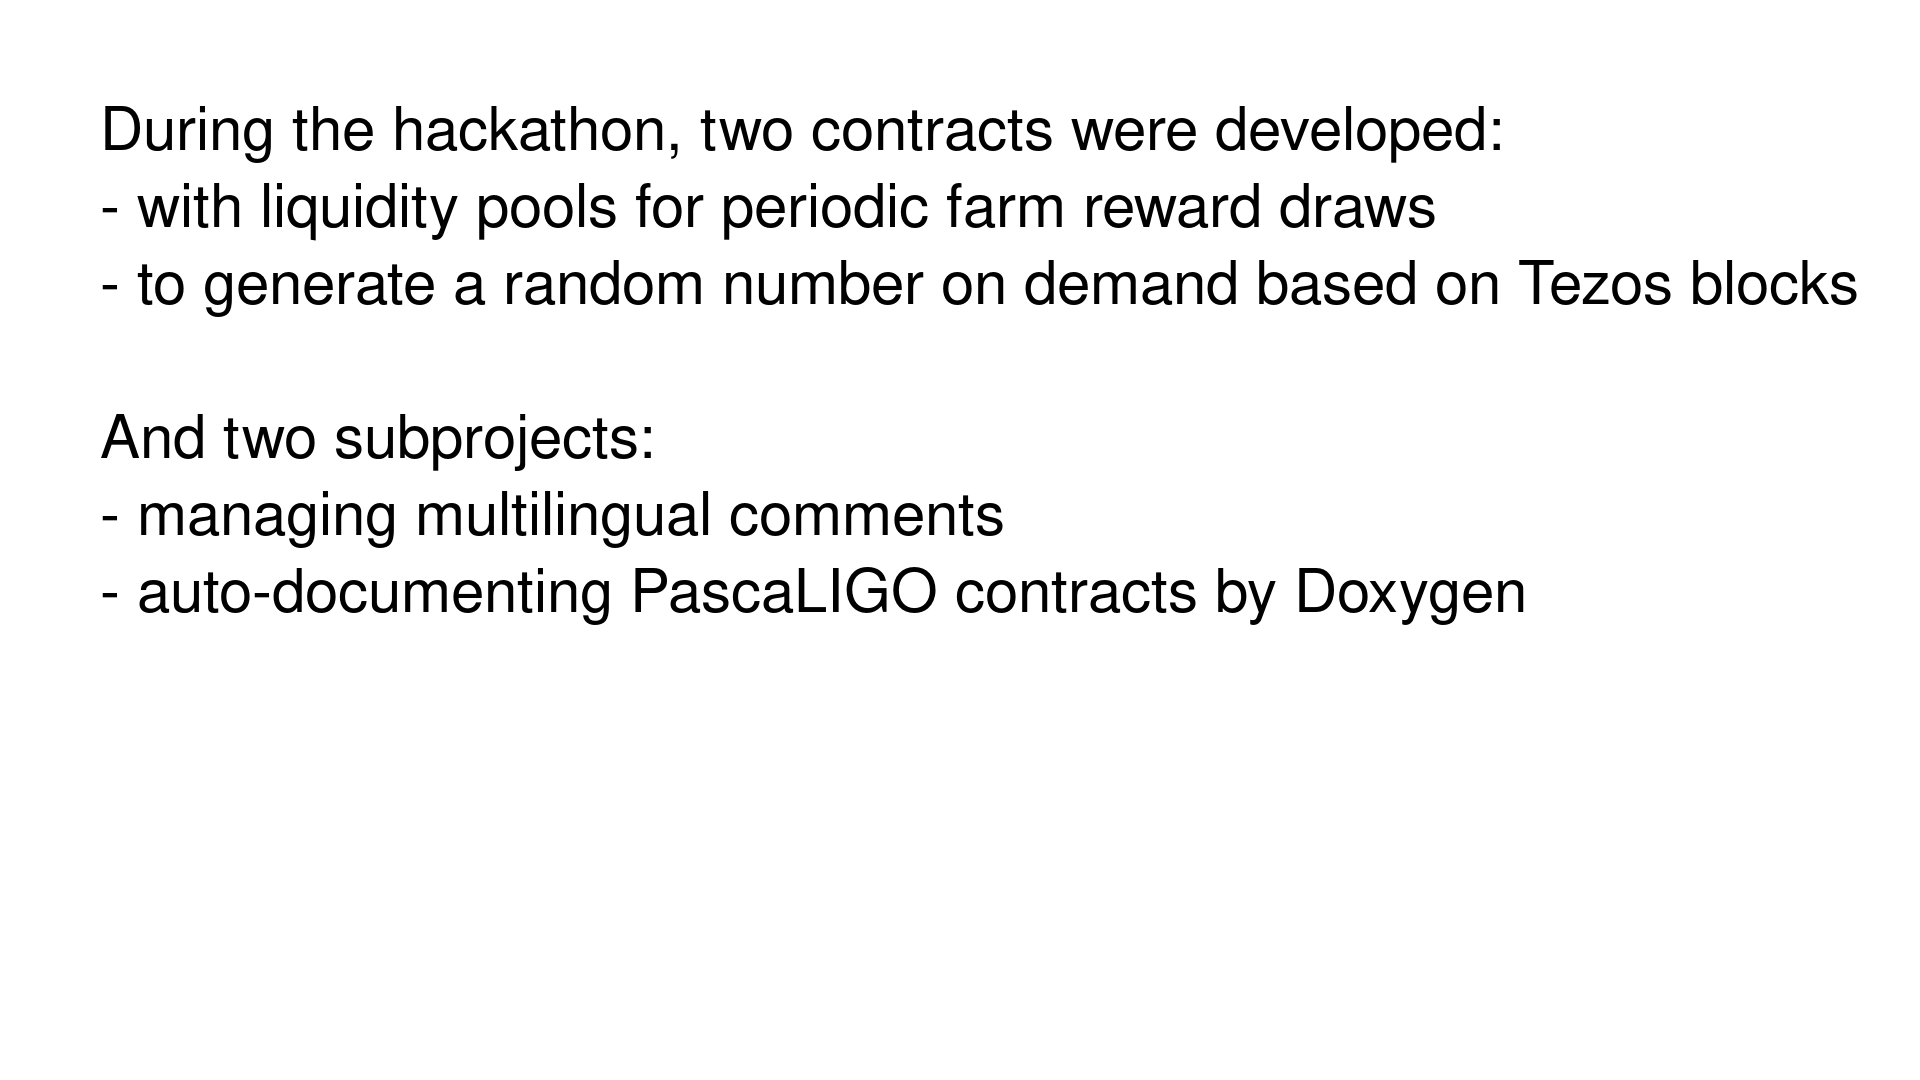 During the hackathon, two contracts were developed:
- with liquidity pools for periodic farm reward draws
- to generate a random number on demand based on Tezos blocks
And two subprojects:
- managing multilingual comments
- auto-documenting PascaLIGO contracts by Doxygen